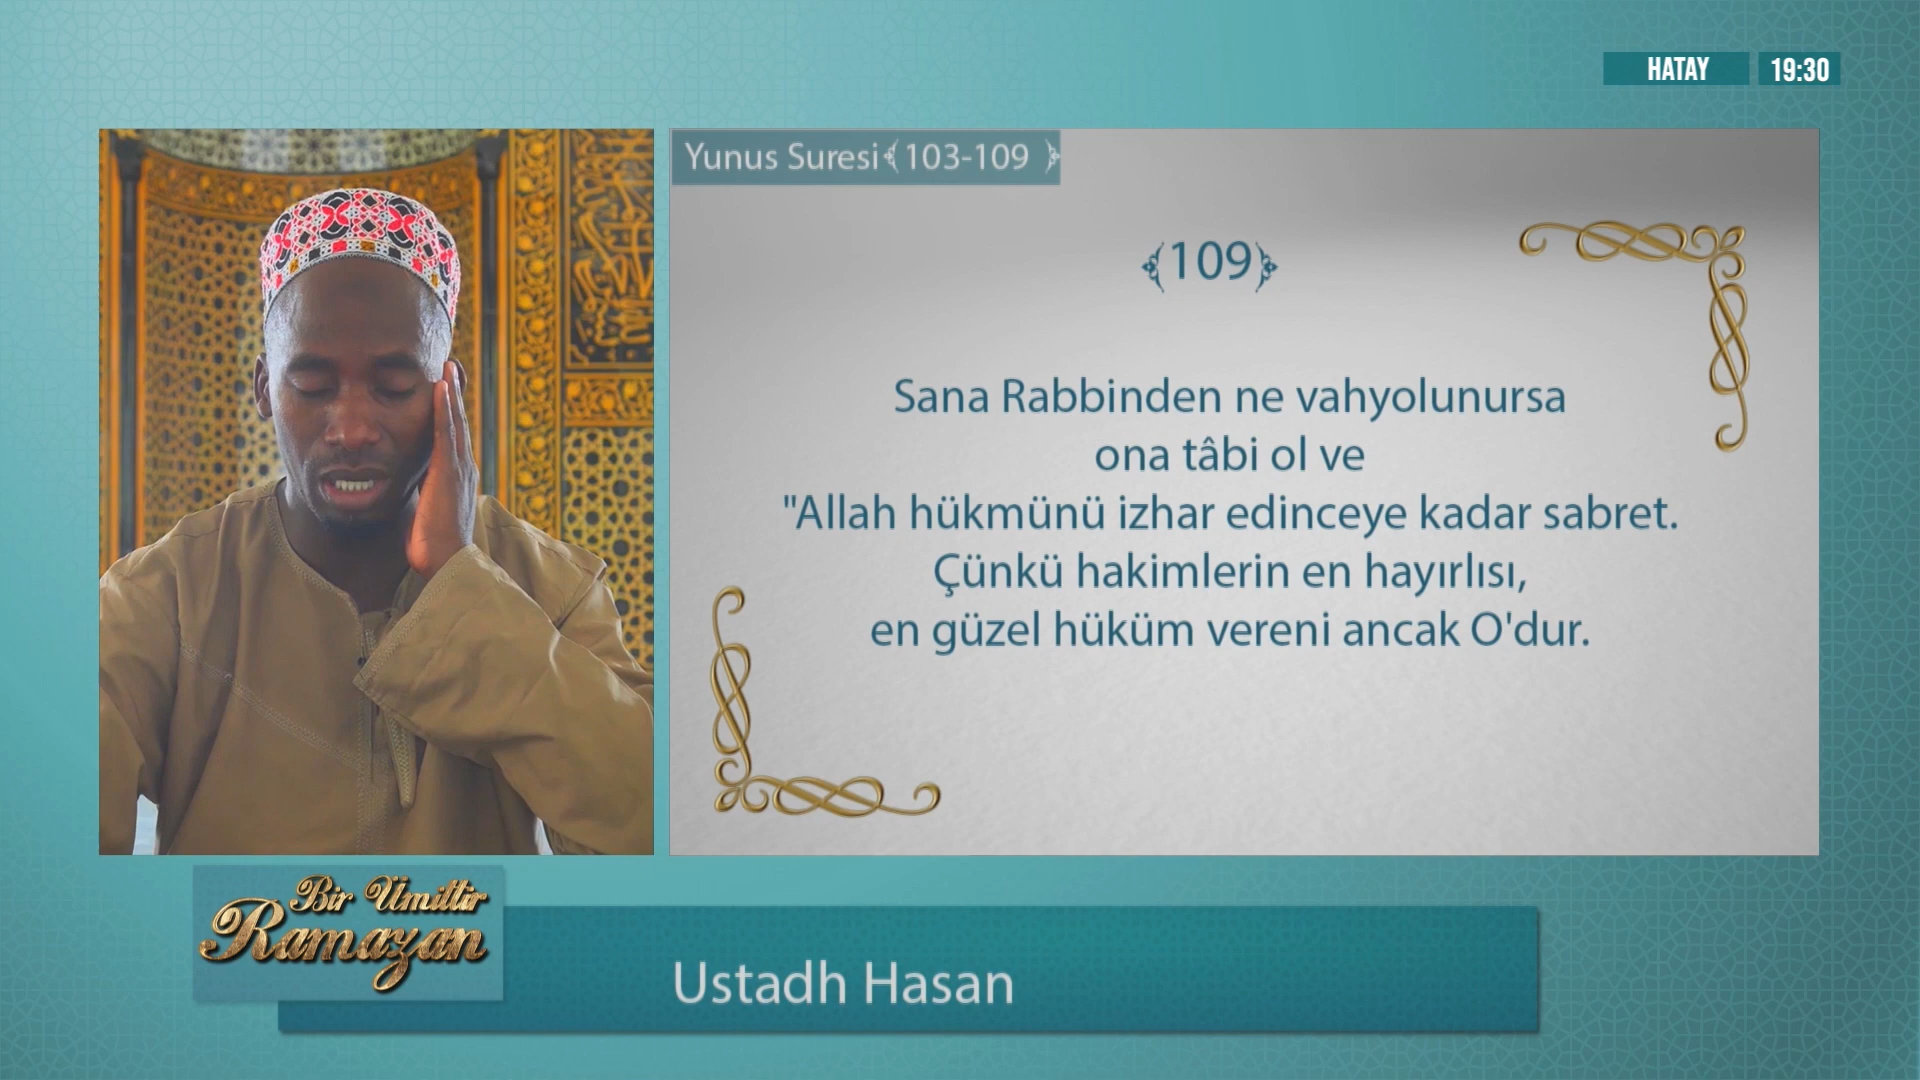 HATAY 19:30
Yunus Suresi﴾103-109 ﴿
﴾109﴿
Sana Rabbinden ne vahyolunursa
ona tâbi ol ve
"Allah hükmünü izhar edinceye kadar sabret.
Çünkü hakimlerin en hayırlısı,
en güzel hüküm vereni ancak O'dur.
Bir Ümittir
Ramazan
Ustadh Hasan